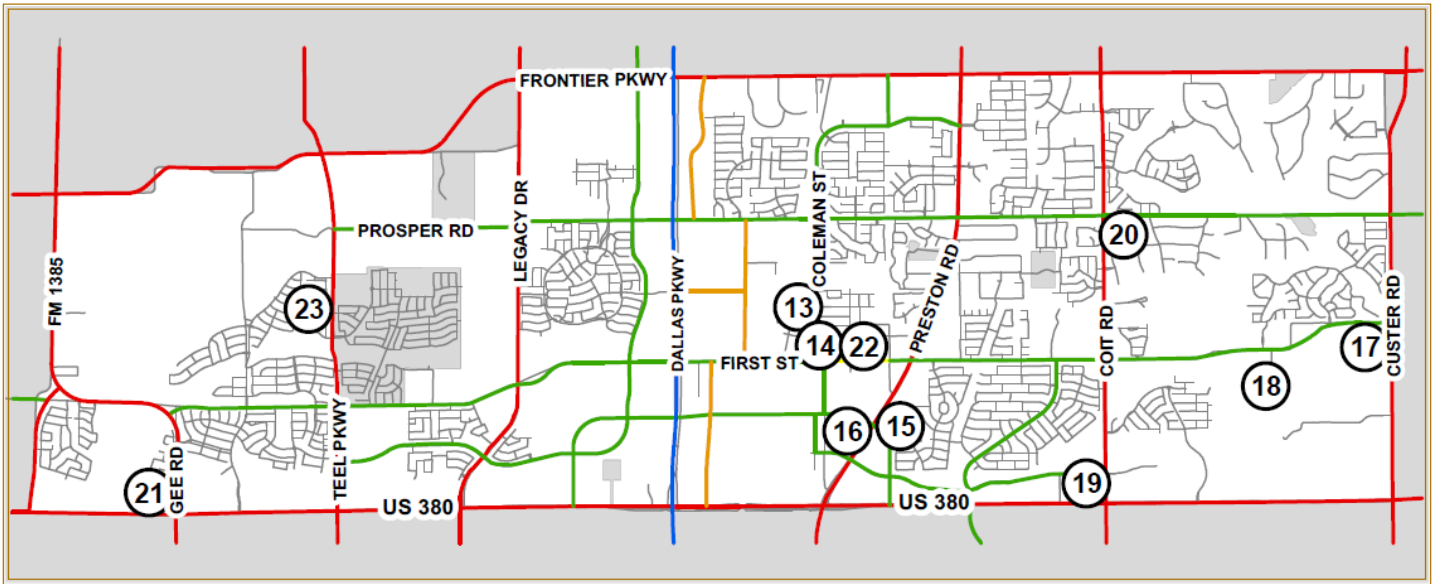 FRONTIER PKWY
COLEMAN ST
LEGACY DR
PROSPER RD
20
FM 1385
PRESTON RD
23
13
DALLAS PKWY
COIT RD
CUSTER RD
14
22
17
FIRST ST
18
TEEL PKWY
16
15
GEE RD
21
19
US 380
US 380